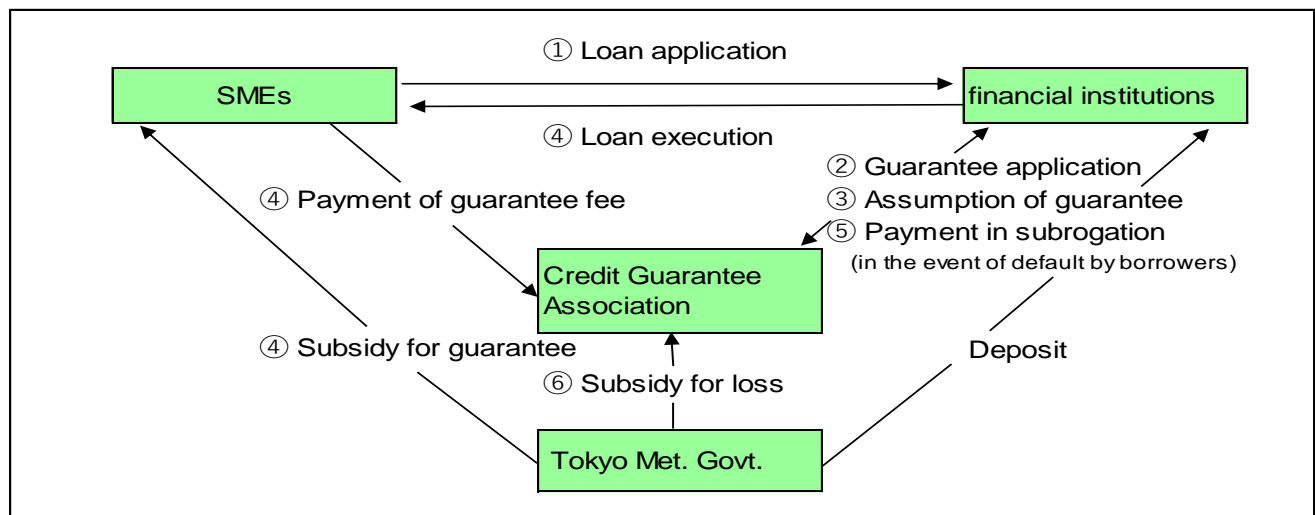 ① Loan application
SMEs
financial institutions
④ Loan execution
② Guarantee application
④ Payment of guarantee fee
③ Assumption of guarantee
⑤ Payment in subrogation
(in the event of default by borrowers)
Credit Guarantee
Association
④ Subsidy for guarantee
Deposit
⑥ Subsidy for loss
Tokyo Met. Govt.